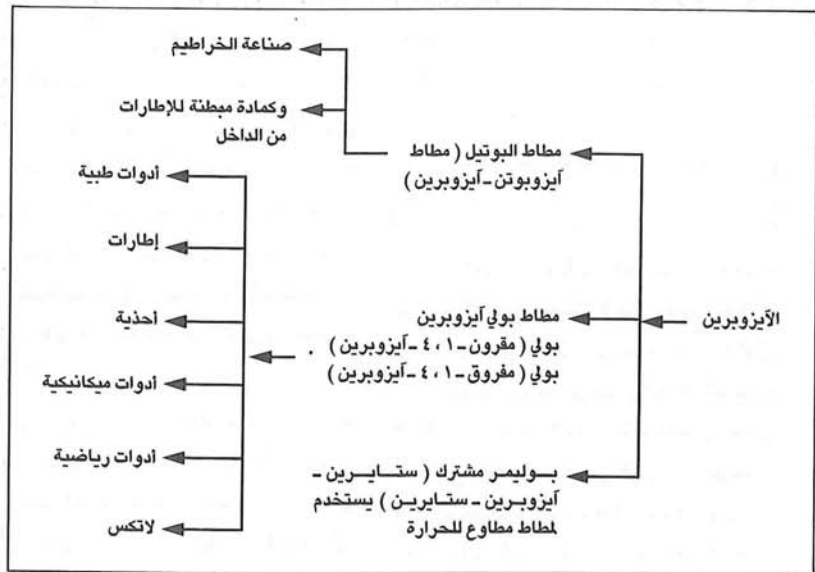 صناعة الخراطيم
وكمادة مبطنة للإطارات
من الداخل
مطاط البوتيل (مطاط
آيزوبوتن-آيزوبرين)
أدوات طبية
إطارات
الآيزوبرين
مطاط بولي آيزوبرين
بولي (مقرون-١، ٤-آيزوبرين)
بولي (مفروق-١، ٤-آيزوبرين)
أحذية
أدوات ميكانيكية
أدوات رياضية
لاتكس
بوليمر مشترك (ستايرين-
آيزوبرين-ستايرين) يستخدم
لمطاط مطاوع للحرارة